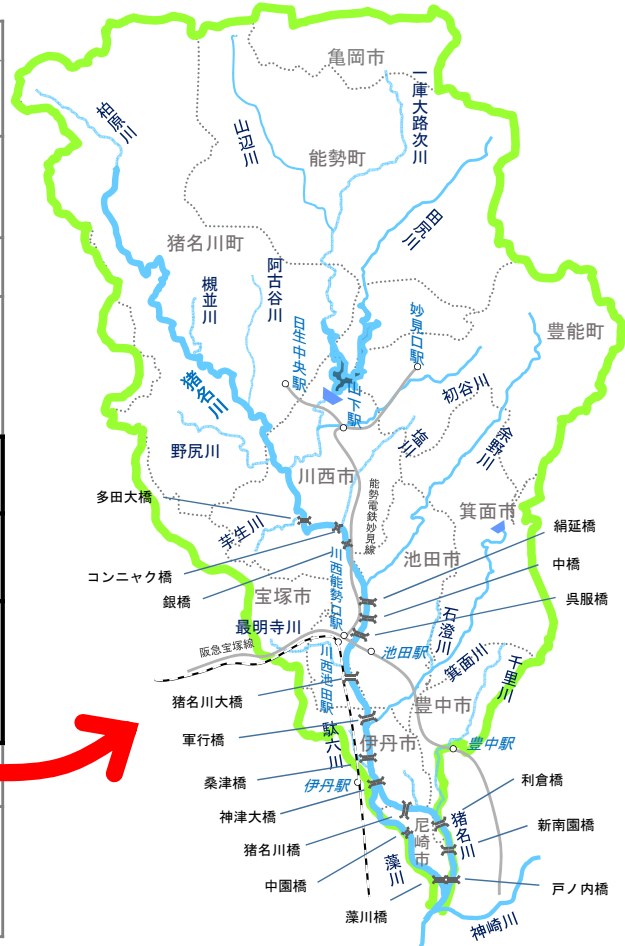 亀岡市
一庫大路次川
柏原川
山辺川
能勢町
田尻川
猪名川町
阿古谷川
槻並川
日生中央駅
妙見口駅
豊能町
猪名川
山下駅
初谷川
塩川
余野川
野尻川
川西市
能勢電鉄妙見線
箕面市
多田大橋
芋生川
絹延橋
コンニャク橋
池田市
中橋
銀橋
川西能勢口駅
宝塚市
呉服橋
最明寺川
石澄川
阪急宝塚線
池田駅
箕面川
千里川
川西池田駅
猪名川大橋
豊中市
駄六川
軍行橋
伊丹市
豊中駅
桑津橋
伊丹駅
利倉橋
神津大橋
猪名川
尼崎市
新南園橋
猪名川橋
藻川
中園橋
戸ノ内橋
藻川橋
神崎川